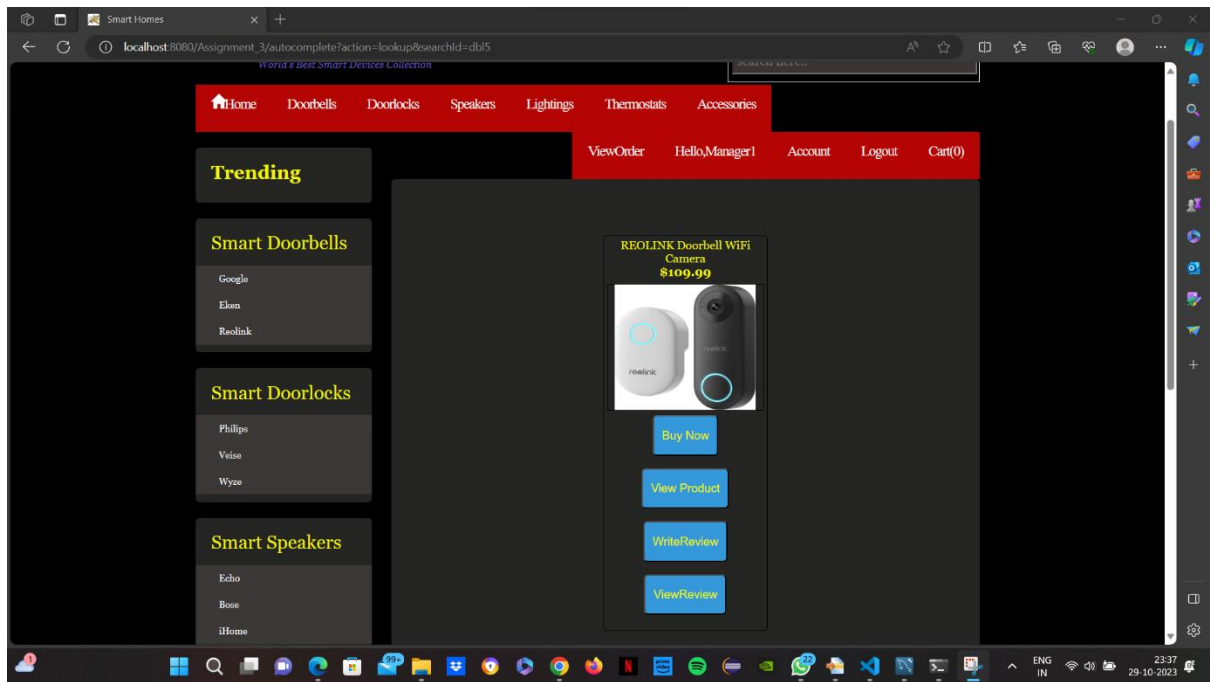 Smart Homes
localhost:8080/Assignment_3/autocomplete?action=lookup&searchId=dbl5
World's Best Smart Devices Collection
search here..
Home Doorbells Doorlocks Speakers Lightings Thermostats Accessories
ViewOrder Hello,Manager1 Account Logout Cart(0)
Trending
Smart Doorbells
Google
Eken
Reolink
Smart Doorlocks
Philips
Veise
Wyze
Smart Speakers
Echo
Bose
iHome
REOLINK Doorbell WiFi
Camera
$109.99
reolink
reolink
Buy Now
View Product
WriteReview
ViewReview
1
99+
22
ENG
IN
23:37
29-10-2023